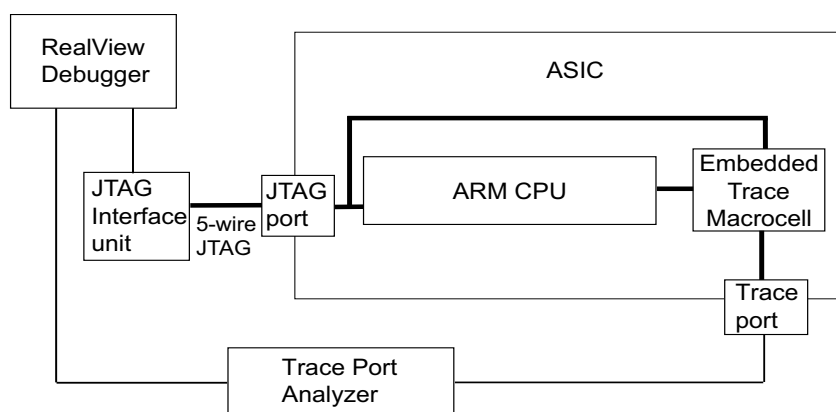 RealView
Debugger
ASIC
JTAG
Interface
unit
5-wire
JTAG
JTAG
port
ARM CPU
Embedded
Trace
Macrocell
Trace
port
Trace Port
Analyzer